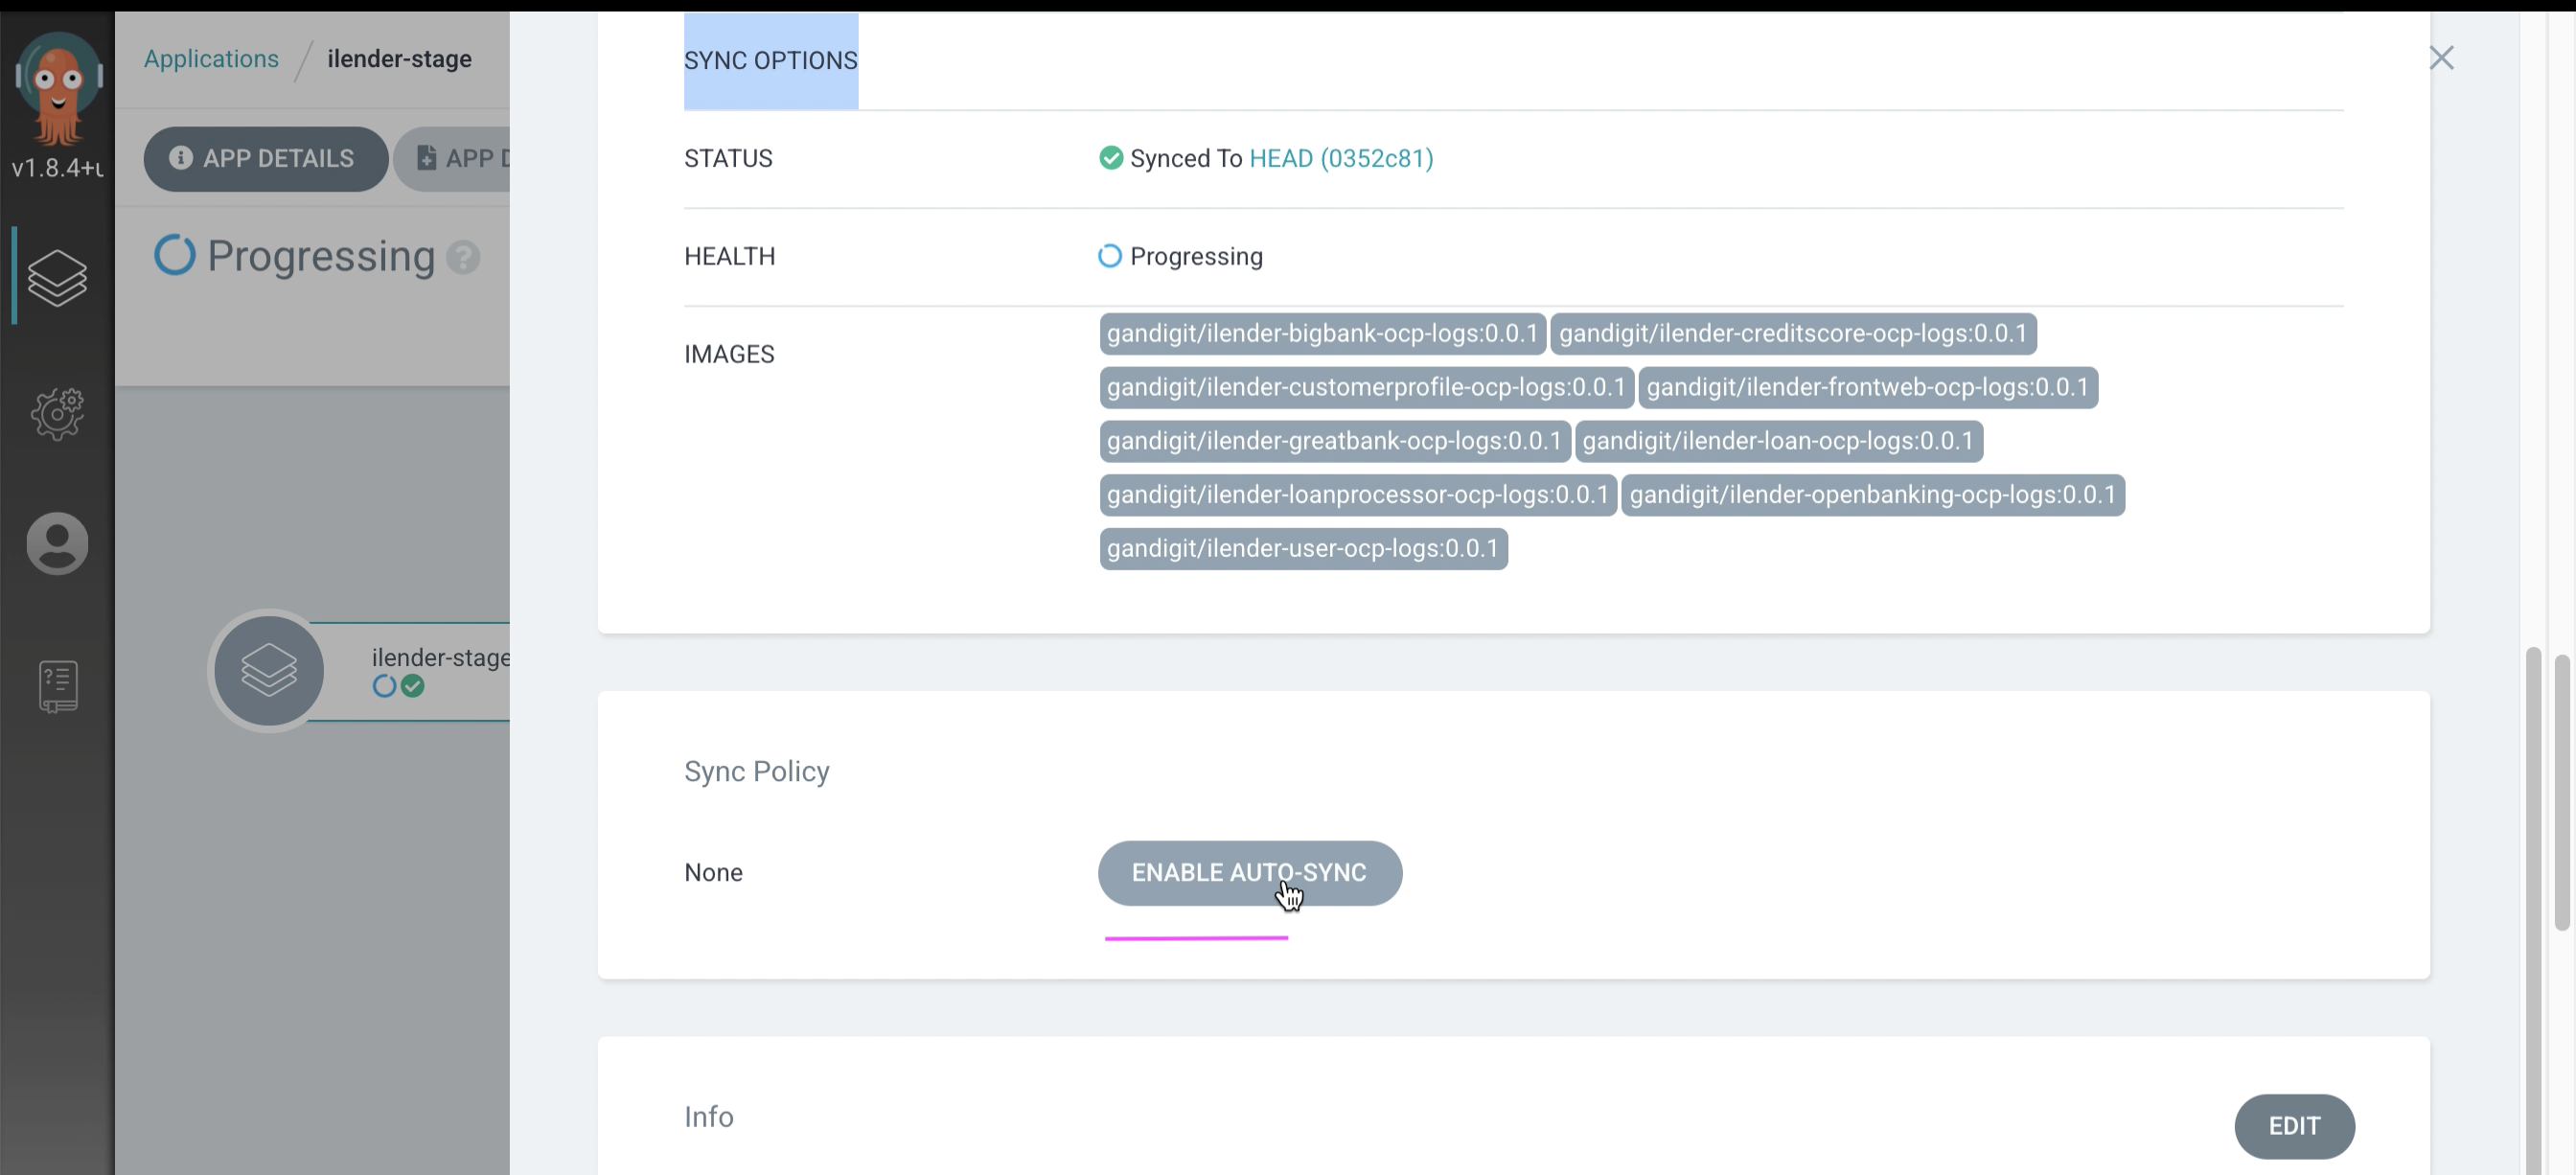 SYNC OPTIONS
Applications / ilender-stage
APP DETAILS
APP D
v1.8.4+u
STATUS
Synced To HEAD (0352c81)
Progressing ?
HEALTH
Progressing
IMAGES
gandigit/ilender-bigbank-ocp-logs:0.0.1 gandigit/ilender-creditscore-ocp-logs:0.0.1
gandigit/ilender-customerprofile-ocp-logs:0.0.1 gandigit/ilender-frontweb-ocp-logs:0.0.1
gandigit/ilender-greatbank-ocp-logs:0.0.1 gandigit/ilender-loan-ocp-logs:0.0.1
gandigit/ilender-loanprocessor-ocp-logs:0.0.1 gandigit/ilender-openbanking-ocp-logs:0.0.1
gandigit/ilender-user-ocp-logs:0.0.1
ilender-stage
Sync Policy
None
ENABLE AUTO-SYNC
Info
EDIT